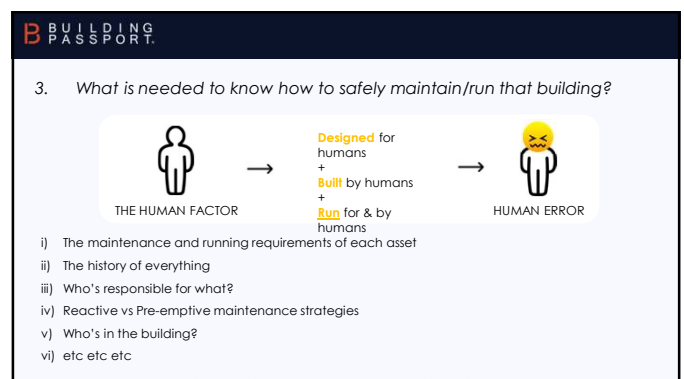 BUILDING
PASSPORT.
3. What is needed to know how to safely maintain/run that building?
Designed for
humans
+
Built by humans
+
Run for & by
humans
THE HUMAN FACTOR
HUMAN ERROR
i) The maintenance and running requirements of each asset
ii) The history of everything
iii) Who's responsible for what?
iv) Reactive vs Pre-emptive maintenance strategies
v) Who's in the building?
vi) etc etc etc